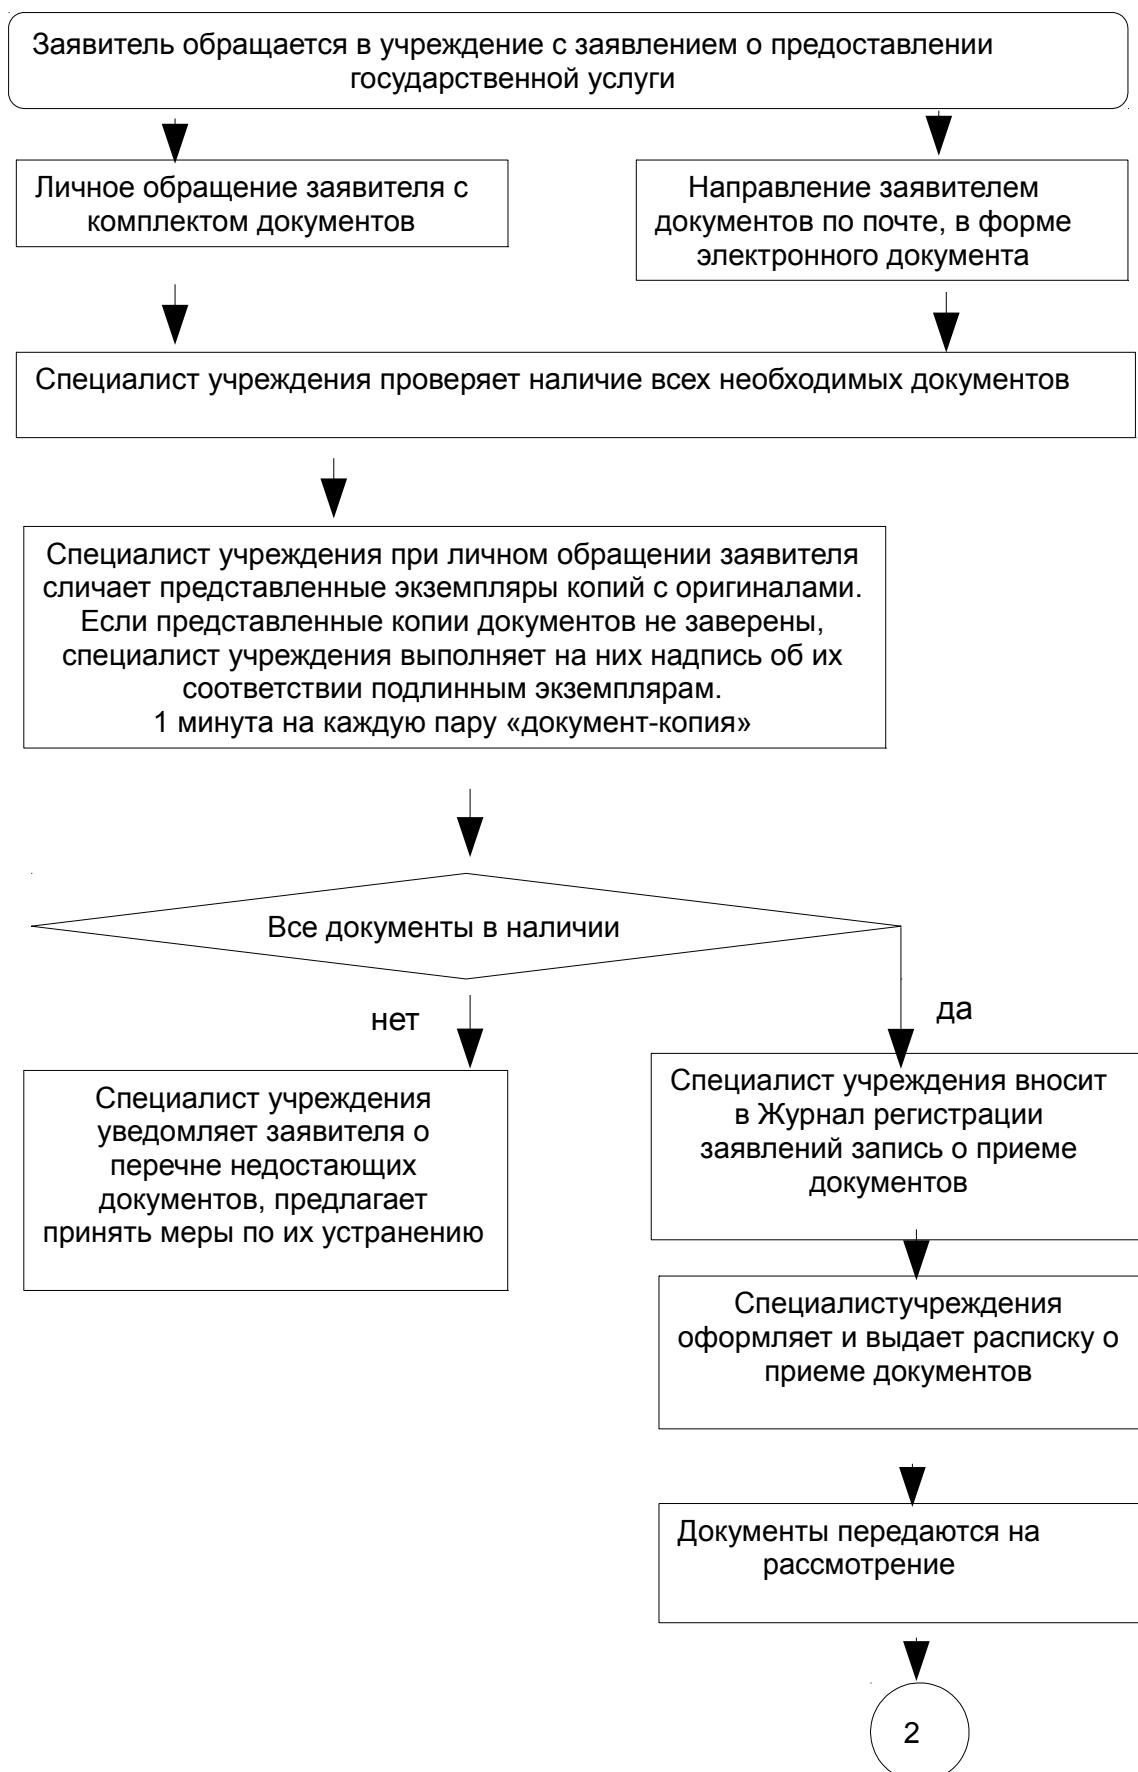 Заявитель обращается в учреждение с заявлением о предоставлении
государственной услуги
Личное обращение заявителя с
комплектом документов
Направление заявителем
документов по почте, в форме
электронного документа
Специалист учреждения проверяет наличие всех необходимых документов
Специалист учреждения при личном обращении заявителя
сличает представленные экземпляры копий с оригиналами.
Если представленные копии документов не заверены,
специалист учреждения выполняет на них надпись об их
соответствии подлинным экземплярам.
1 минута на каждую пару «документ-копия»
Все документы в наличии
нет
да
Специалист учреждения
уведомляет заявителя о
перечне недостающих
документов, предлагает
принять меры по их устранению
Специалист учреждения вносит
в Журнал регистрации
заявлений запись о приеме
документов
Специалистучреждения
оформляет и выдает расписку о
приеме документов
Документы передаются на
рассмотрение
2